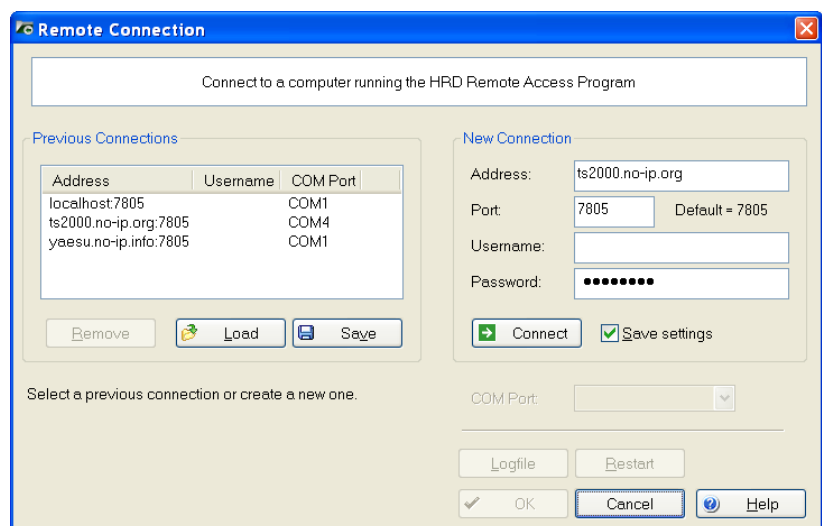 Remote Connection
Connect to a computer running the HRD Remote Access Program
Previous Connections
Address Username COM Port
localhost:7805 COM1
ts2000.no-ip.org:7805 COM4
yaesu.no-ip.info:7805 COM1
Remove Load Save
Select a previous connection or create a new one.
New Connection
Address: ts2000.no-ip.org
Port: 7805 Default = 7805
Username:
Password: ●●●●●●●●
Connect Save settings
COM Port:
Logfile Restart
OK Cancel Help